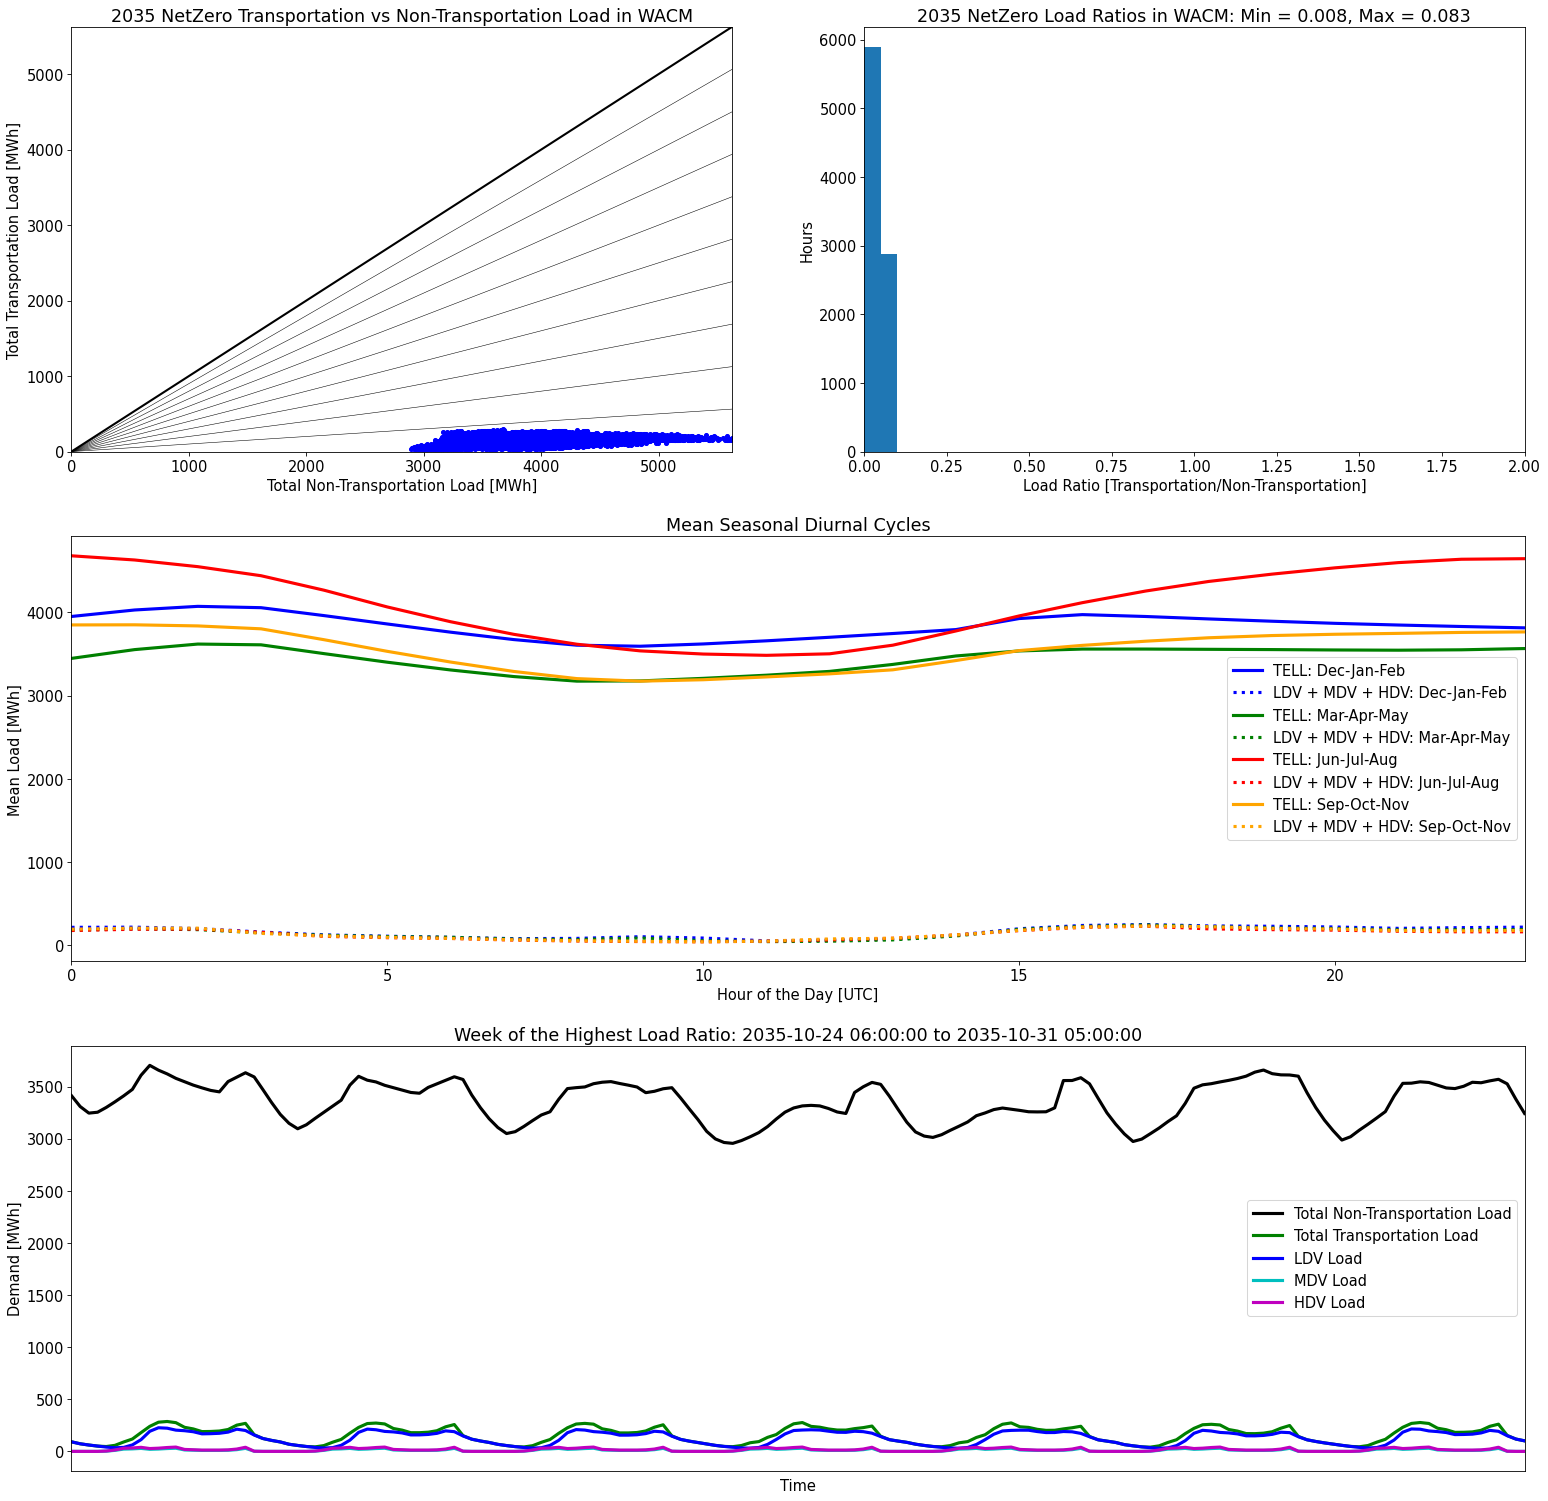 2035 NetZero Transportation vs Non-Transportation Load in WACM
5000
4000
3000
2000
1000
0
Total Transportation Load [MWh]
0 1000 2000 3000 4000 5000
Total Non-Transportation Load [MWh]
2035 NetZero Load Ratios in WACM: Min = 0.008, Max = 0.083
6000
5000
4000
3000
2000
1000
0
Hours
0.00 0.25 0.50 0.75 1.00 1.25 1.50 1.75 2.00
Load Ratio [Transportation/Non-Transportation]
Mean Seasonal Diurnal Cycles
4000
3000
2000
1000
0
Mean Load [MWh]
TELL: Dec-Jan-Feb
LDV + MDV + HDV: Dec-Jan-Feb
TELL: Mar-Apr-May
LDV + MDV + HDV: Mar-Apr-May
TELL: Jun-Jul-Aug
LDV + MDV + HDV: Jun-Jul-Aug
TELL: Sep-Oct-Nov
LDV + MDV + HDV: Sep-Oct-Nov
0 5 10 15 20
Hour of the Day [UTC]
Week of the Highest Load Ratio: 2035-10-24 06:00:00 to 2035-10-31 05:00:00
3500
3000
2500
2000
1500
1000
500
0
Demand [MWh]
Total Non-Transportation Load
Total Transportation Load
LDV Load
MDV Load
HDV Load
Time